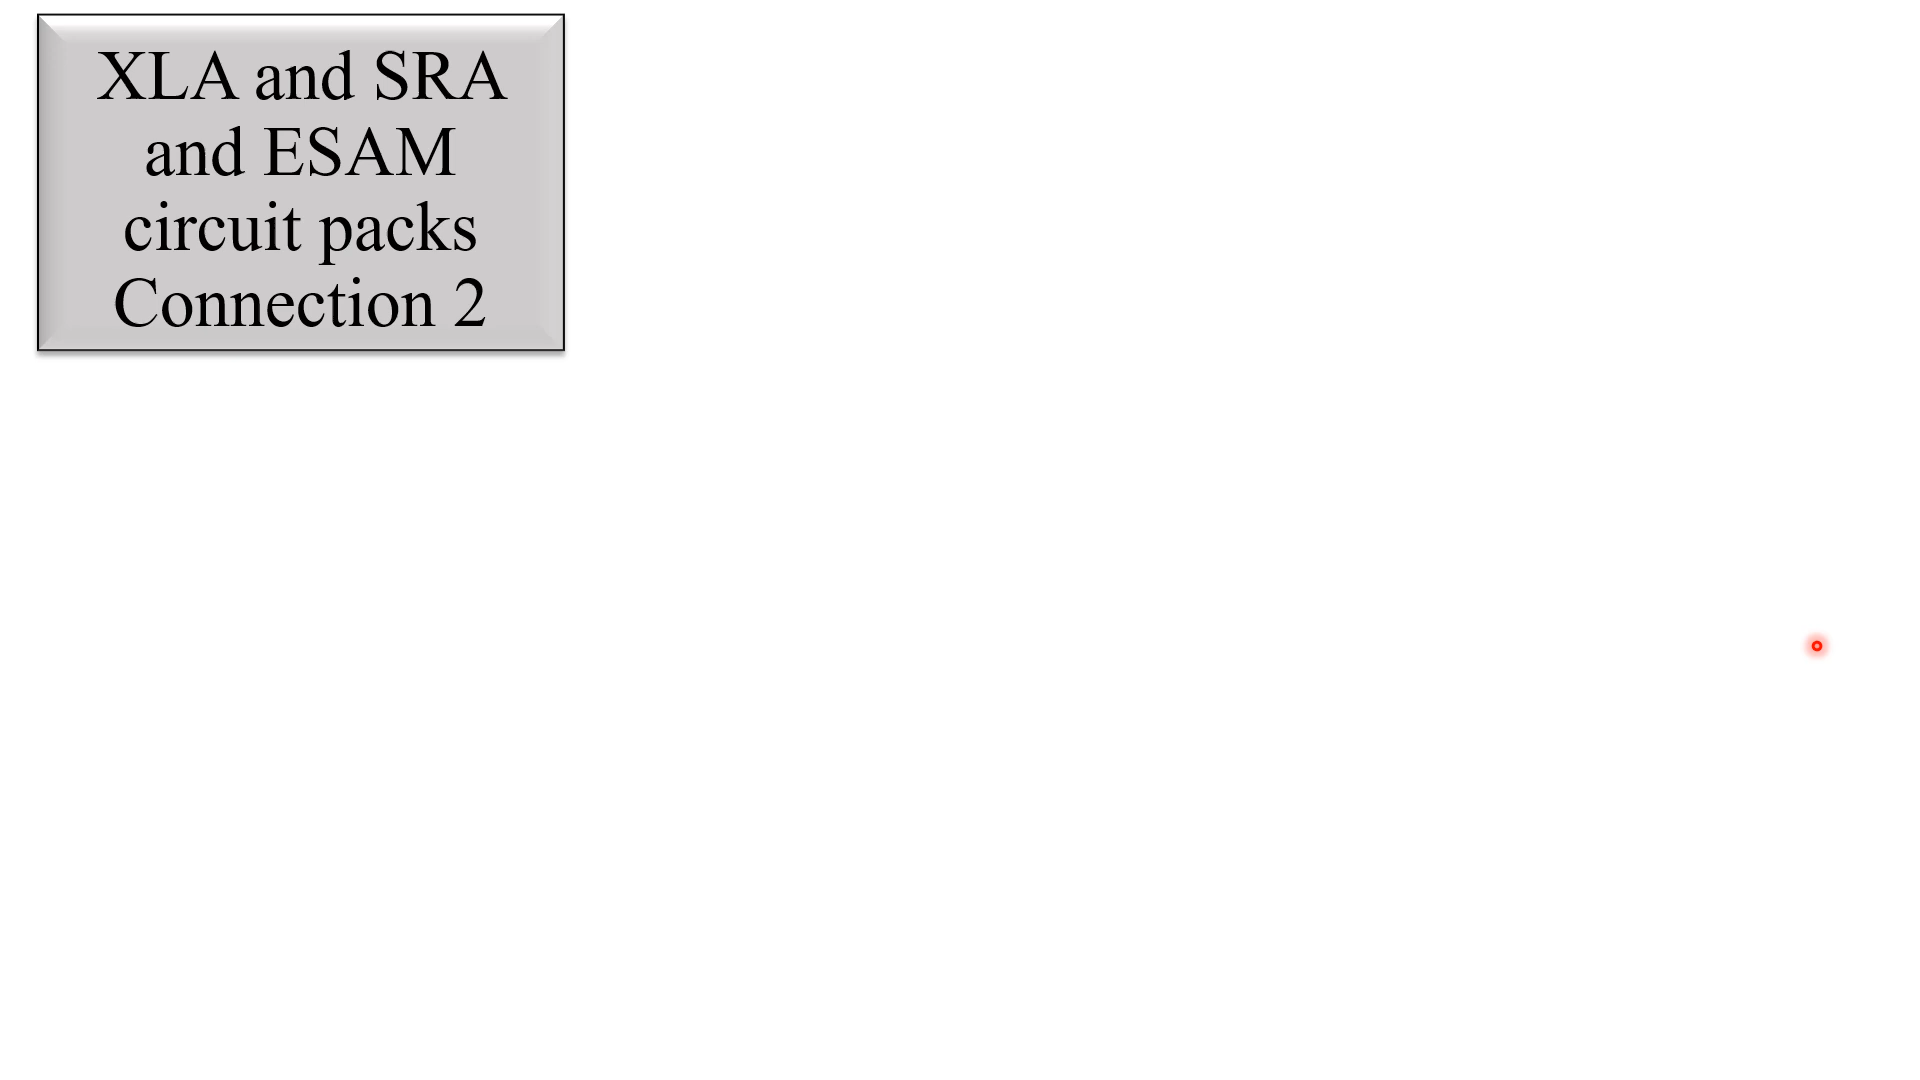 XLA and SRA
and ESAM
circuit packs
Connection 2